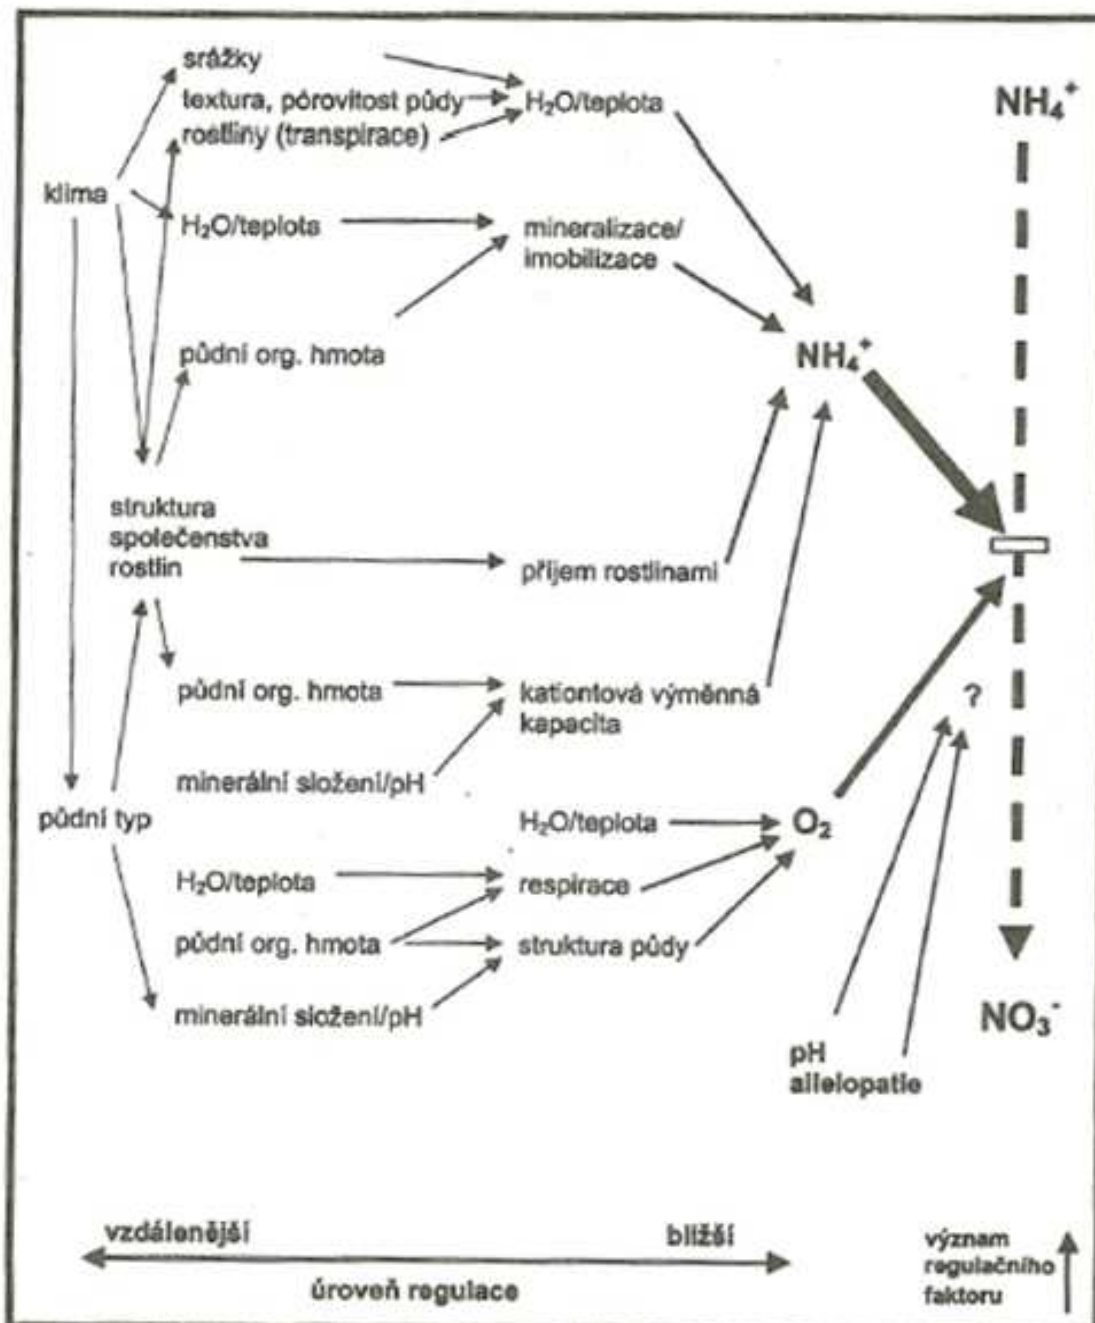 srážky
textura, pórovitost půdy
rostliny (transpirace)
H₂O/teplota
NH₄⁺
klima
H₂O/teplota
mineralizace/
imobilizace
půdní org. hmota
NH₄⁺
struktura
společenstva
rostlin
příjem rostlinami
půdní org. hmota
kationtová výměnná
kapacita
?
minerální složení/pH
půdní typ
H₂O/teplota
O₂
H₂O/teplota
respirace
půdní org. hmota
struktura půdy
minerální složení/pH
NO₃⁻
pH
allelopatie
vzdálenější
bližší
úroveň regulace
význam
regulačního
faktoru